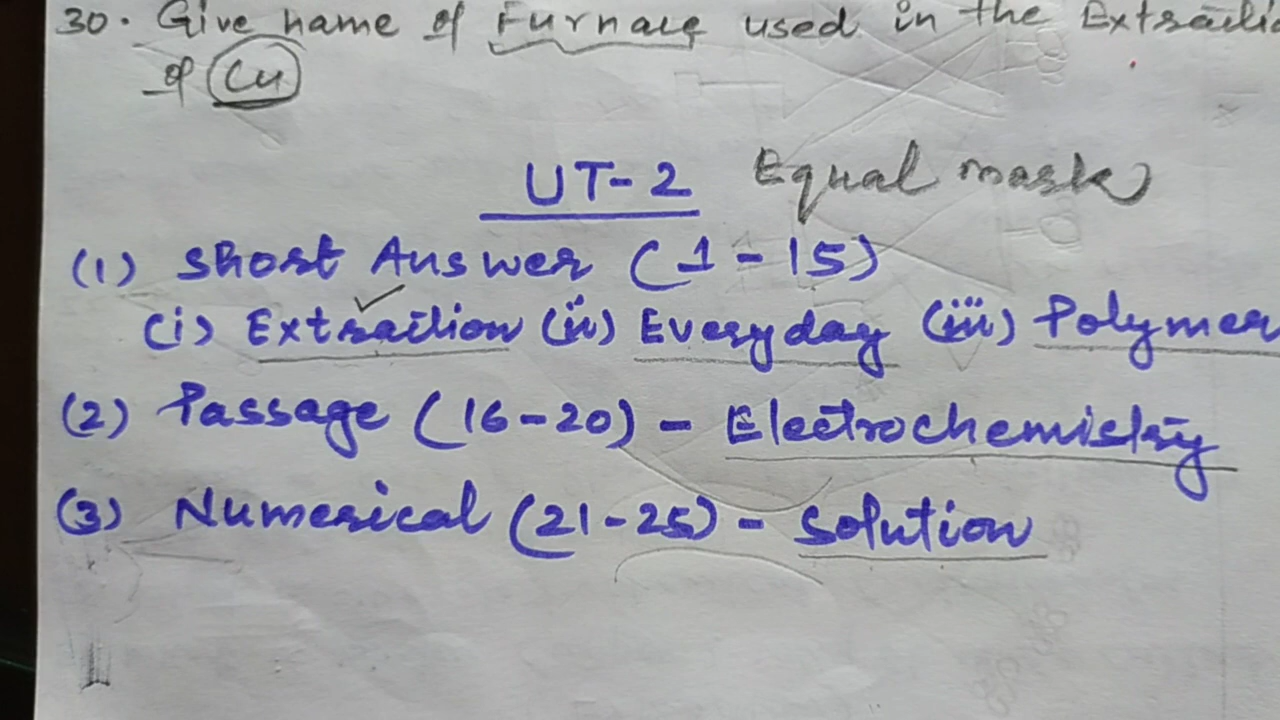 30. Give name of Furnace used in the Extracti
of Cu
UT-2 Equal marks
(1) Short Answer (1-15)
(i) Extraction (ii) Everyday (iii) Polymer
(2) Passage (16-20) - Electrochemistry
(3) Numerical (21-25) - Solution